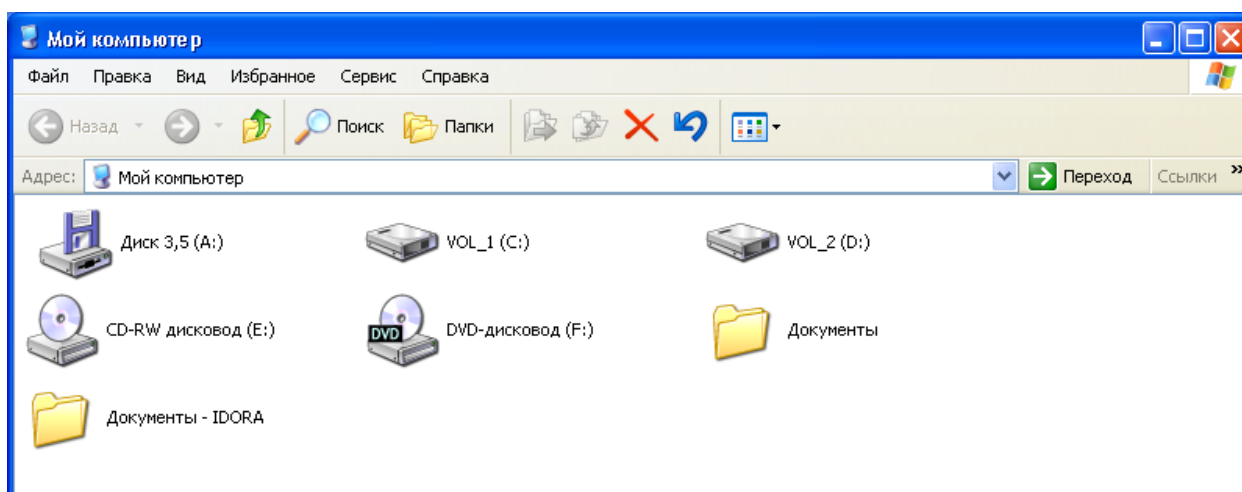 Мой компьютер
Файл Правка Вид Избранное Сервис Справка
Назад Поиск Папки
Адрес: Мой компьютер Переход Ссылки »
Диск 3,5 (A:) VOL_1 (C:) VOL_2 (D:)
CD-RW дисковод (E:) DVD DVD-дисковод (F:) Документы
Документы - IDORA